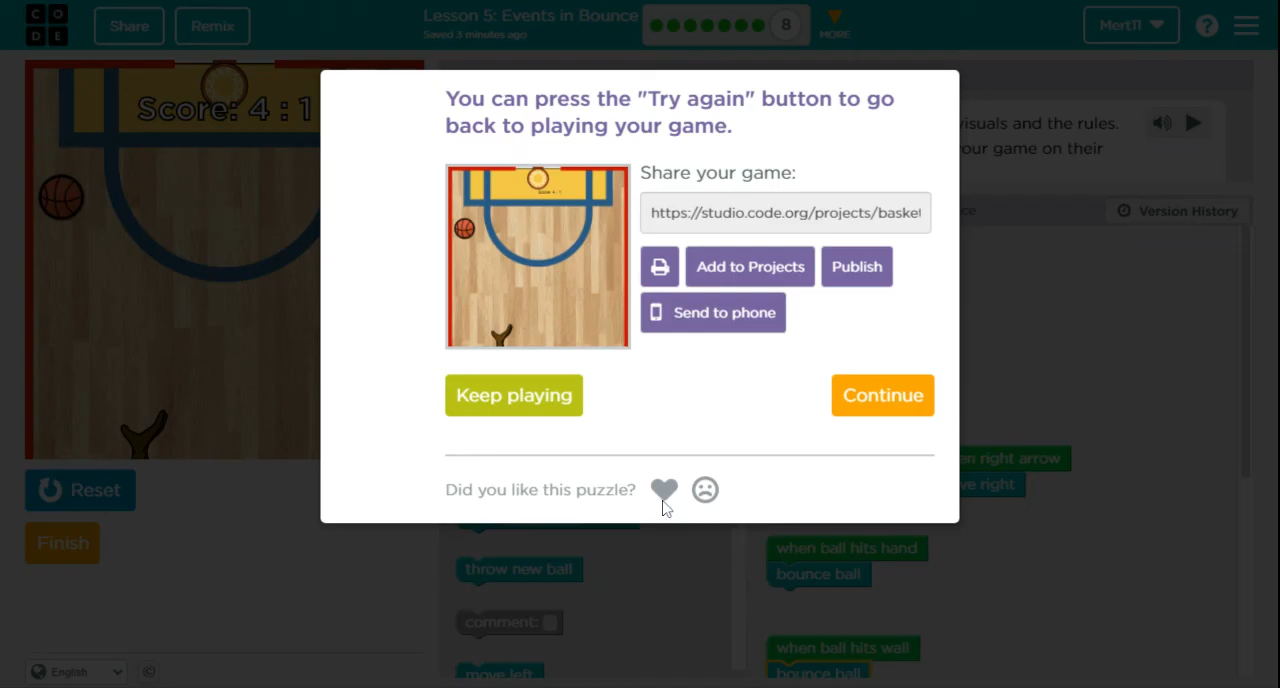 C O
D E
Share
Remix
Lesson 5: Events in Bounce
Saved 3 minutes ago
8
MORE
Mert11
?
Score: 4 : 1
You can press the "Try again" button to go
back to playing your game.
Share your game:
https://studio.code.org/projects/basket
Add to Projects
Publish
Send to phone
Keep playing
Continue
Did you like this puzzle?
visuals and the rules.
our game on their
Version History
right arrow
right
Reset
Finish
throw new ball
comment:
move left
when ball hits hand
bounce ball
when ball hits wall
bounce ball
English
©